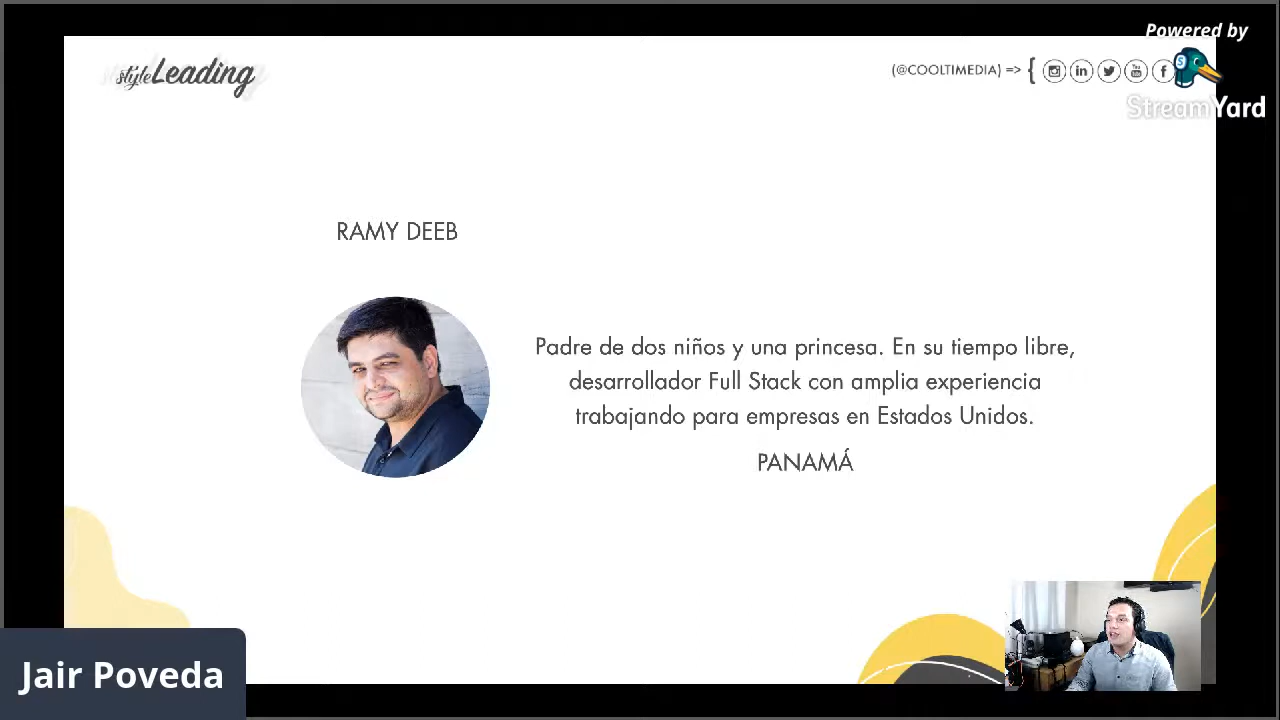 Powered by
StreamYard
styleLeading
(@COOLTIMEDIA) => {
RAMY DEEB
Padre de dos niños y una princesa. En su tiempo libre,
desarrollador Full Stack con amplia experiencia
trabajando para empresas en Estados Unidos.
PANAMÁ
Jair Poveda